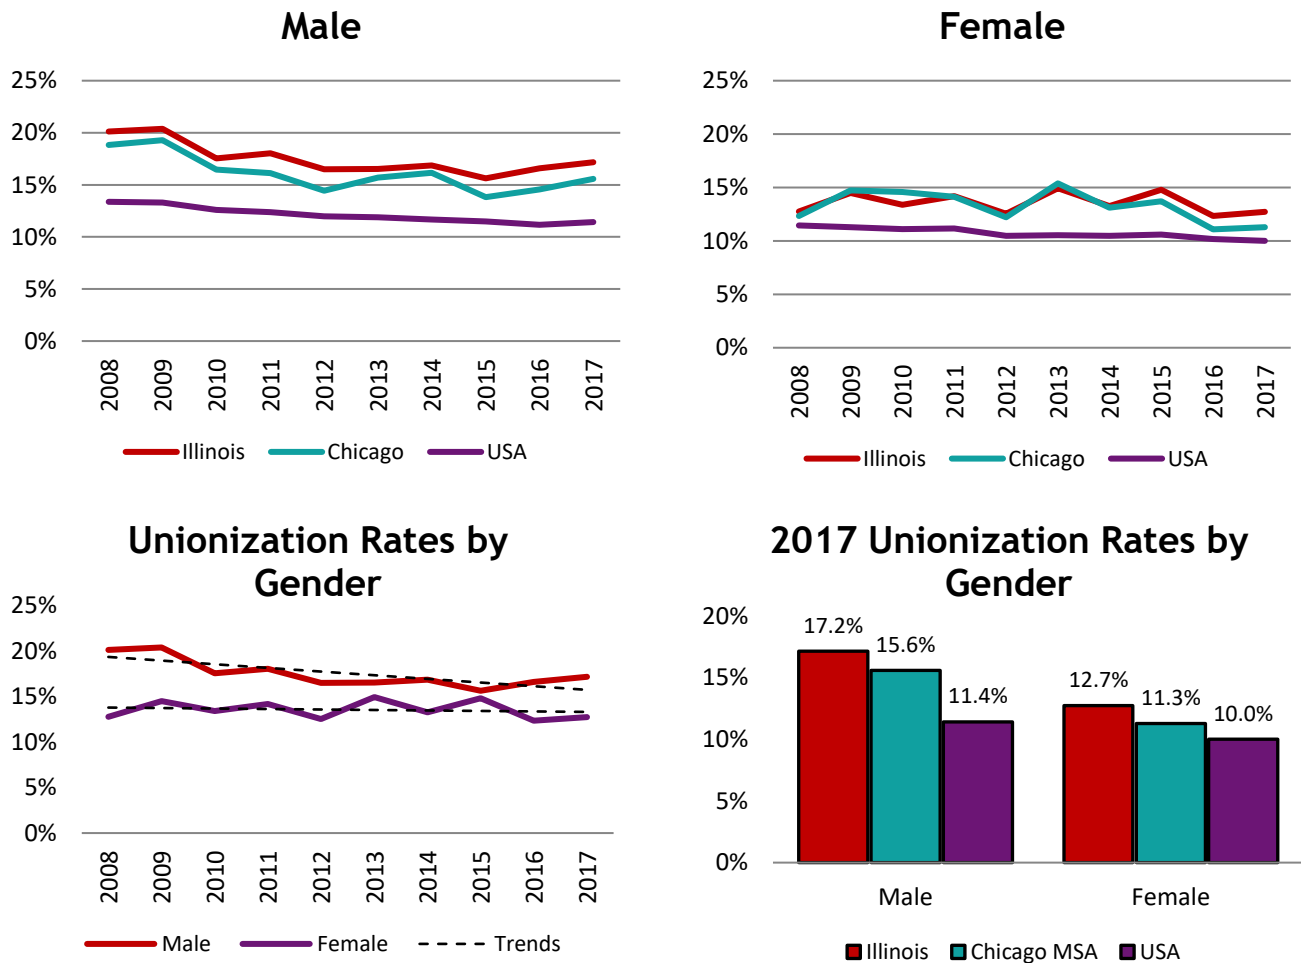 Male
25%
20%
15%
10%
5%
0%
2008
2009
2010
2011
2012
2013
2014
2015
2016
2017
Illinois
Chicago
USA
Female
25%
20%
15%
10%
5%
0%
2008
2009
2010
2011
2012
2013
2014
2015
2016
2017
Illinois
Chicago
USA
Unionization Rates by
Gender
25%
20%
15%
10%
5%
0%
2008
2009
2010
2011
2012
2013
2014
2015
2016
2017
Male
Female
Trends
2017 Unionization Rates by
Gender
20%
15%
10%
5%
0%
17.2%
15.6%
11.4%
12.7%
11.3%
10.0%
Male
Female
Illinois
Chicago MSA
USA